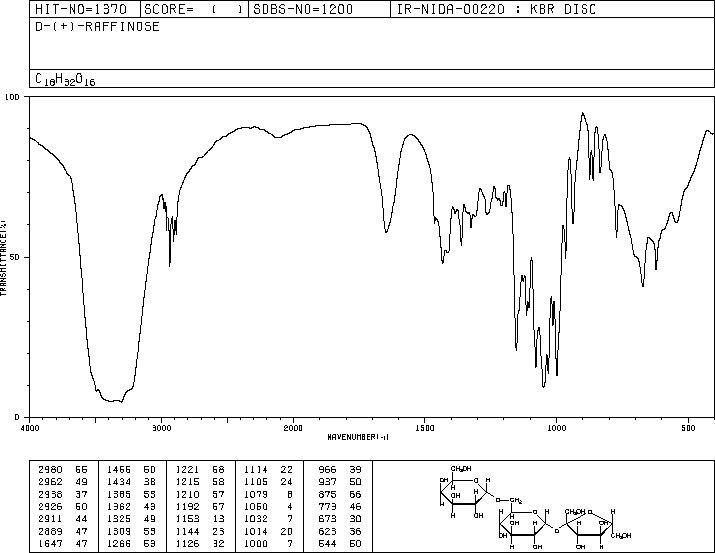 HIT-NO=1370 SCORE= ( ) SDBS-NO=1200 IR-NIDA-00220 : KBR DISC
D-(+)-RAFFINOSE
C18H32O16
100
50
0
TRANSMITTANCE(%)
4000 3000 2000 1500 1000 500
WAVENUMBER(-1)
2980 66 1466 60 1221 68 1114 22 966 39
2962 49 1434 38 1215 58 1105 24 937 50
2938 37 1385 55 1210 57 1079 8 875 66
2926 60 1362 49 1192 57 1050 4 773 46
2911 44 1325 49 1153 13 1032 7 673 30
2889 47 1309 59 1144 23 1014 20 623 36
1647 47 1266 59 1126 32 1000 7 544 50